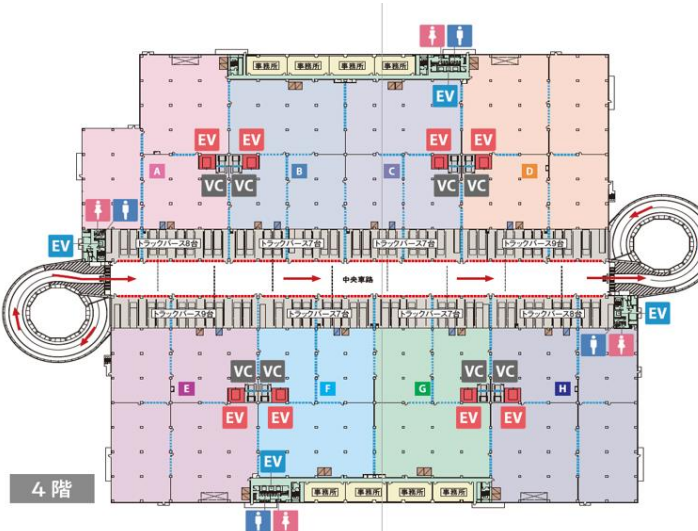 事務所 事務所 事務所 事務所
EV
EV EV EV EV
A B C D
VC VC VC VC
EV
トラックバース8台 トラックバース7台 トラックバース7台 トラックバース9台
中央車路
トラックバース9台 トラックバース7台 トラックバース7台 トラックバース8台
EV
VC VC VC VC
E F G H
EV EV EV EV
EV
4階
事務所 事務所 事務所 事務所